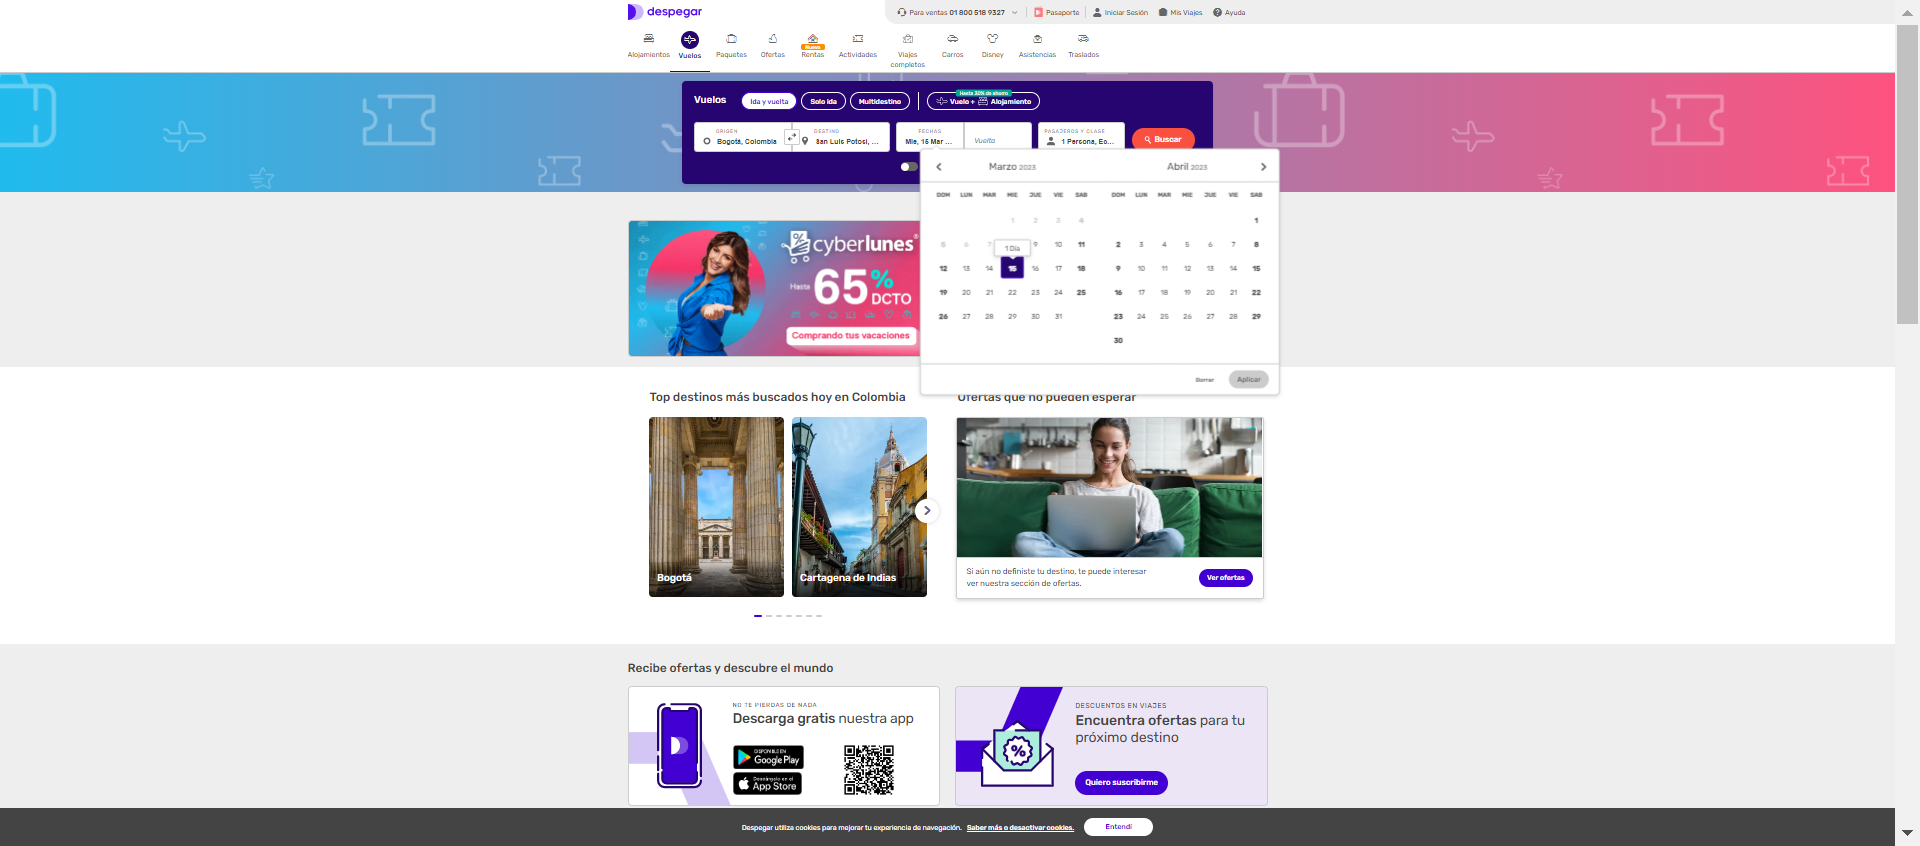 despegar
Para ventas 01 800 518 9327
Pasaporte
Iniciar Sesión
Mis Viajes
Ayuda
Alojamientos
Vuelos
Paquetes
Ofertas
Nuevo
Rentas
Actividades
Viajes
completos
Carros
Disney
Asistencias
Traslados
Vuelos
Ida y vuelta
Solo ida
Multidestino
Hasta 30% de ahorro
Vuelo + Alojamiento
ORIGEN
Bogotá, Colombia
DESTINO
San Luis Potosí, ...
FECHAS
Mie, 15 Mar ...
Vuelta
PASAJEROS Y CLASE
1 Persona, Ec...
Buscar
Marzo 2023
DOM LUN MAR MIE JUE VIE SAB
1 2 3 4
5 6 7 9 10 11
1 Día
12 13 14 15 16 17 18
19 20 21 22 23 24 25
26 27 28 29 30 31
Abril 2023
DOM LUN MAR MIE JUE VIE SAB
1
2 3 4 5 6 7 8
9 10 11 12 13 14 15
16 17 18 19 20 21 22
23 24 25 26 27 28 29
30
Borrar
Aplicar
cyberlunes®
Hasta 65% DCTO
Comprando tus vacaciones
Top destinos más buscados hoy en Colombia
Bogotá
Cartagena de Indias
Ofertas que no pueden esperar
Si aún no definiste tu destino, te puede interesar
ver nuestra sección de ofertas.
Ver ofertas
Recibe ofertas y descubre el mundo
NO TE PIERDAS DE NADA
Descarga gratis nuestra app
DISPONIBLE EN
Google Play
Descárgalo en el
App Store
DESCUENTOS EN VIAJES
Encuentra ofertas para tu
próximo destino
Quiero suscribirme
Despegar utiliza cookies para mejorar tu experiencia de navegación. Saber más o desactivar cookies.
Entendí